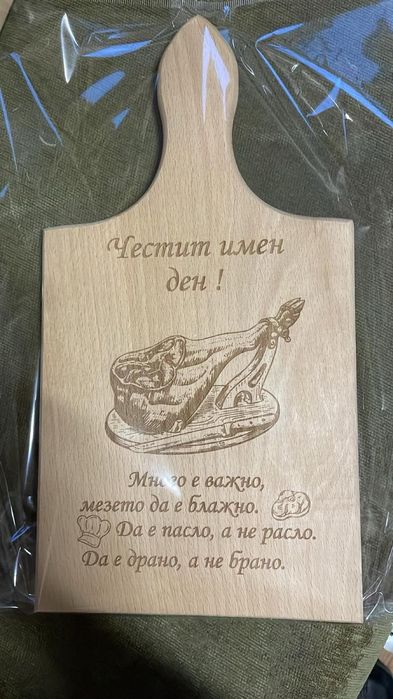 Честит имен
ден !
Много е важно,
мезето да е блажно.
Да е пасло, а не расло.
Да е драно, а не брано.